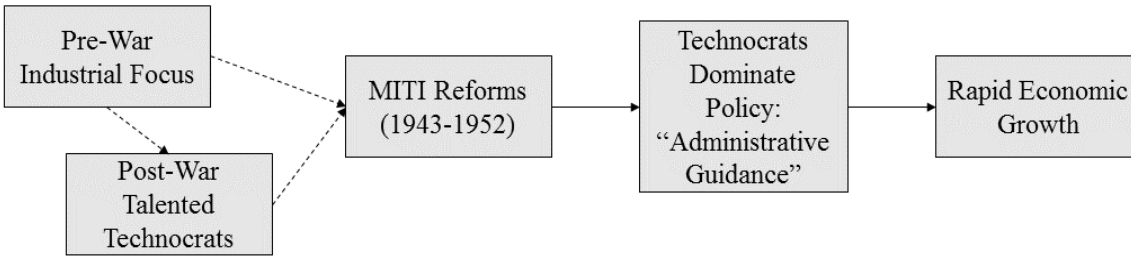 Pre-War
Industrial Focus
Post-War
Talented
Technocrats
MITI Reforms
(1943-1952)
Technocrats
Dominate
Policy:
“Administrative
Guidance”
Rapid Economic
Growth